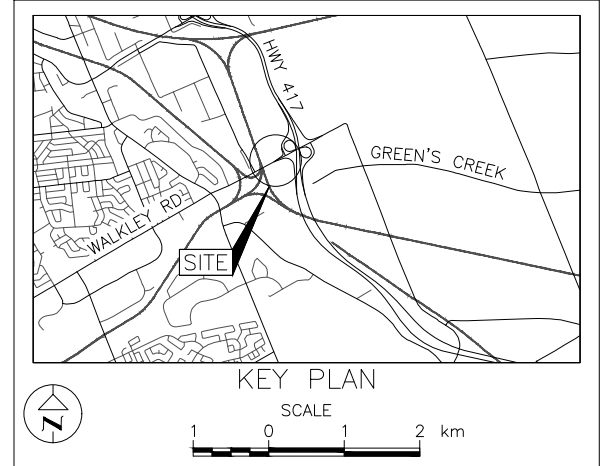 HWY 417
GREEN'S CREEK
WALKLEY RD
SITE
KEY PLAN
N
SCALE
1 0 1 2 km